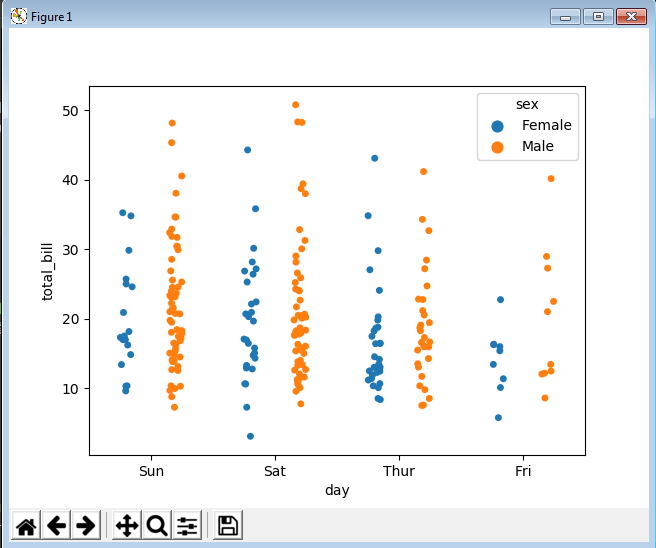 Figure 1
sex
Female
Male
50
40
30
20
10
total_bill
Sun Sat Thur Fri
day